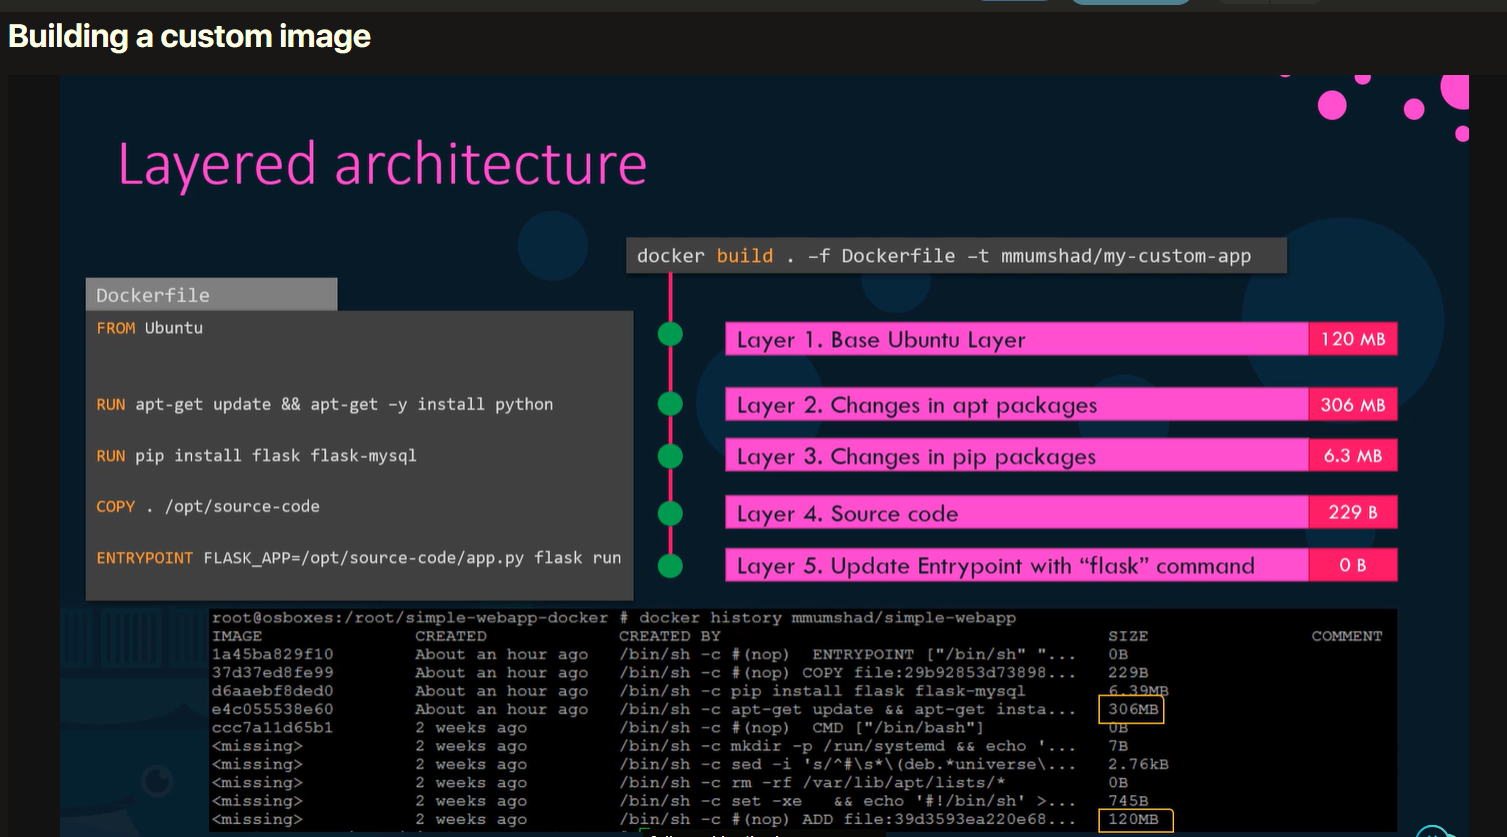 Building a custom image
Layered architecture
docker build . –f Dockerfile –t mmumshad/my-custom-app
Dockerfile
FROM Ubuntu
RUN apt-get update && apt-get –y install python
RUN pip install flask flask-mysql
COPY . /opt/source-code
ENTRYPOINT FLASK_APP=/opt/source-code/app.py flask run
Layer 1. Base Ubuntu Layer 120 MB
Layer 2. Changes in apt packages 306 MB
Layer 3. Changes in pip packages 6.3 MB
Layer 4. Source code 229 B
Layer 5. Update Entrypoint with “flask” command 0 B
root@osboxes:/root/simple-webapp-docker # docker history mmumshad/simple-webapp
IMAGE CREATED CREATED BY SIZE COMMENT
1a45ba829f10 About an hour ago /bin/sh -c #(nop) ENTRYPOINT ["/bin/sh" "... 0B
37d37ed8fe99 About an hour ago /bin/sh -c #(nop) COPY file:29b92853d73898... 229B
d6aaebf8ded0 About an hour ago /bin/sh -c pip install flask flask-mysql 6.39MB
e4c055538e60 About an hour ago /bin/sh -c apt-get update && apt-get insta... 306MB
ccc7a11d65b1 2 weeks ago /bin/sh -c #(nop) CMD ["/bin/bash"] 0B
<missing> 2 weeks ago /bin/sh -c mkdir -p /run/systemd && echo '... 7B
<missing> 2 weeks ago /bin/sh -c sed -i 's/^#\s*\(deb.*universe\... 2.76kB
<missing> 2 weeks ago /bin/sh -c rm -rf /var/lib/apt/lists/* 0B
<missing> 2 weeks ago /bin/sh -c set -xe && echo '#!/bin/sh' >... 745B
<missing> 2 weeks ago /bin/sh -c #(nop) ADD file:39d3593ea220e68... 120MB